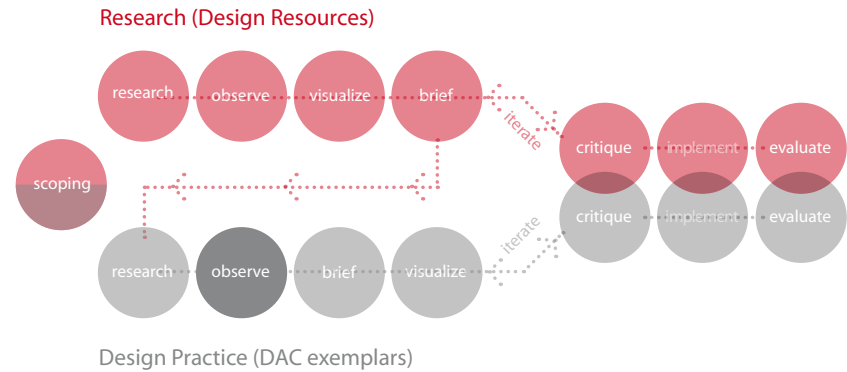 Research (Design Resources)
research observe visualize brief
iterate
critique implement evaluate
scoping
critique implement evaluate
iterate
research observe brief visualize
Design Practice (DAC exemplars)